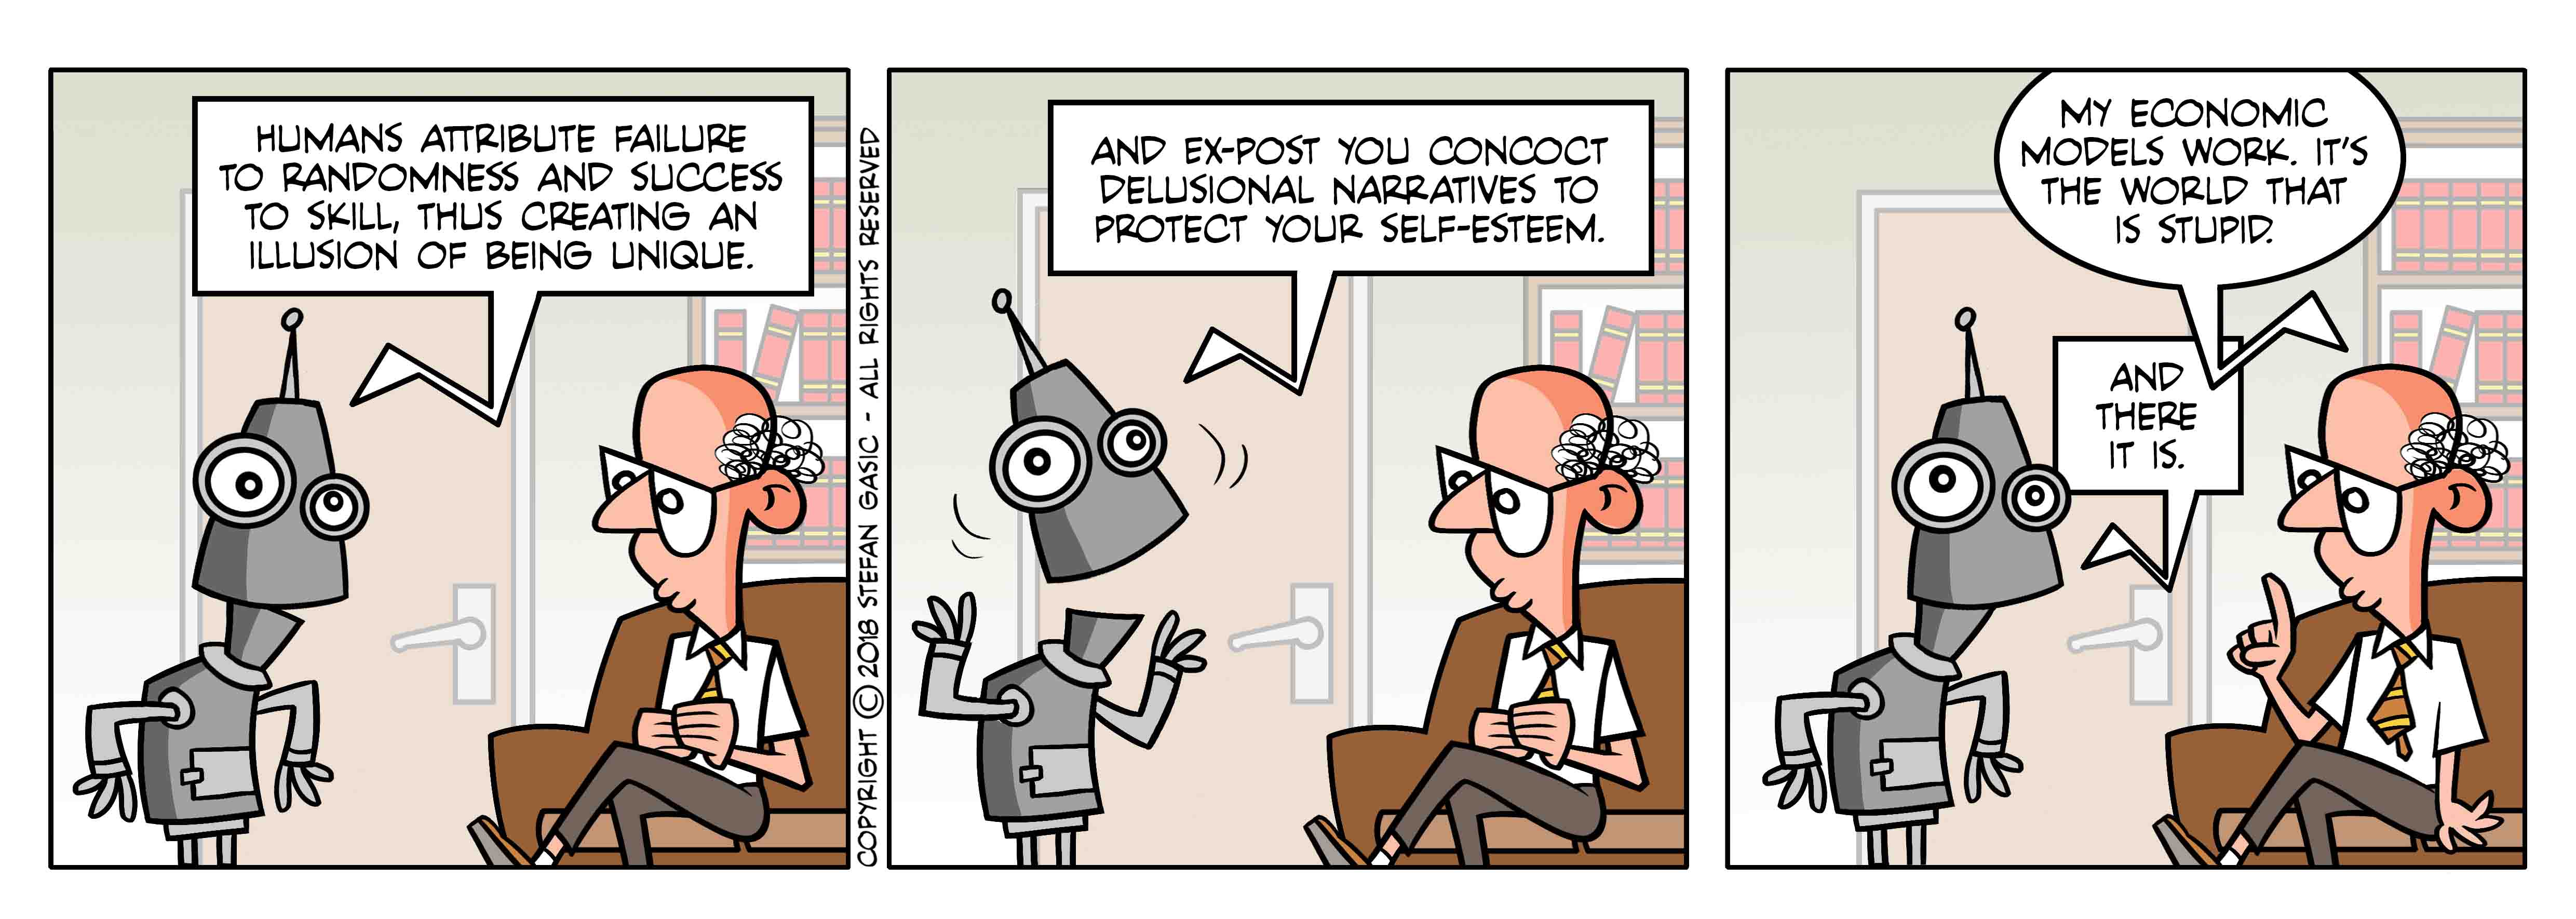 HUMANS ATTRIBUTE FAILURE
TO RANDOMNESS AND SUCCESS
TO SKILL, THUS CREATING AN
ILLUSION OF BEING UNIQUE.
COPYRIGHT © 2018 STEFAN GASIC - ALL RIGHTS RESERVED
AND EX-POST YOU CONCOCT
DELUSIONAL NARRATIVES TO
PROTECT YOUR SELF-ESTEEM.
MY ECONOMIC
MODELS WORK. IT'S
THE WORLD THAT
IS STUPID.
AND
THERE
IT IS.